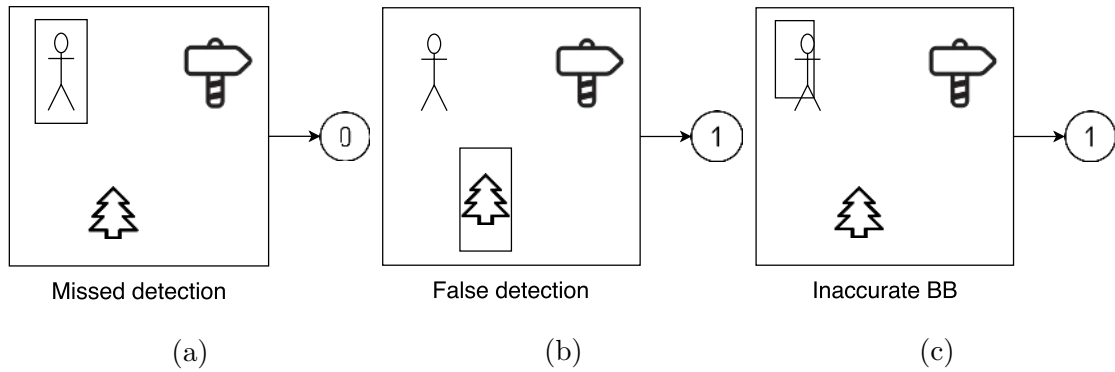 0
1
1
Missed detection
False detection
Inaccurate BB
(a)
(b)
(c)